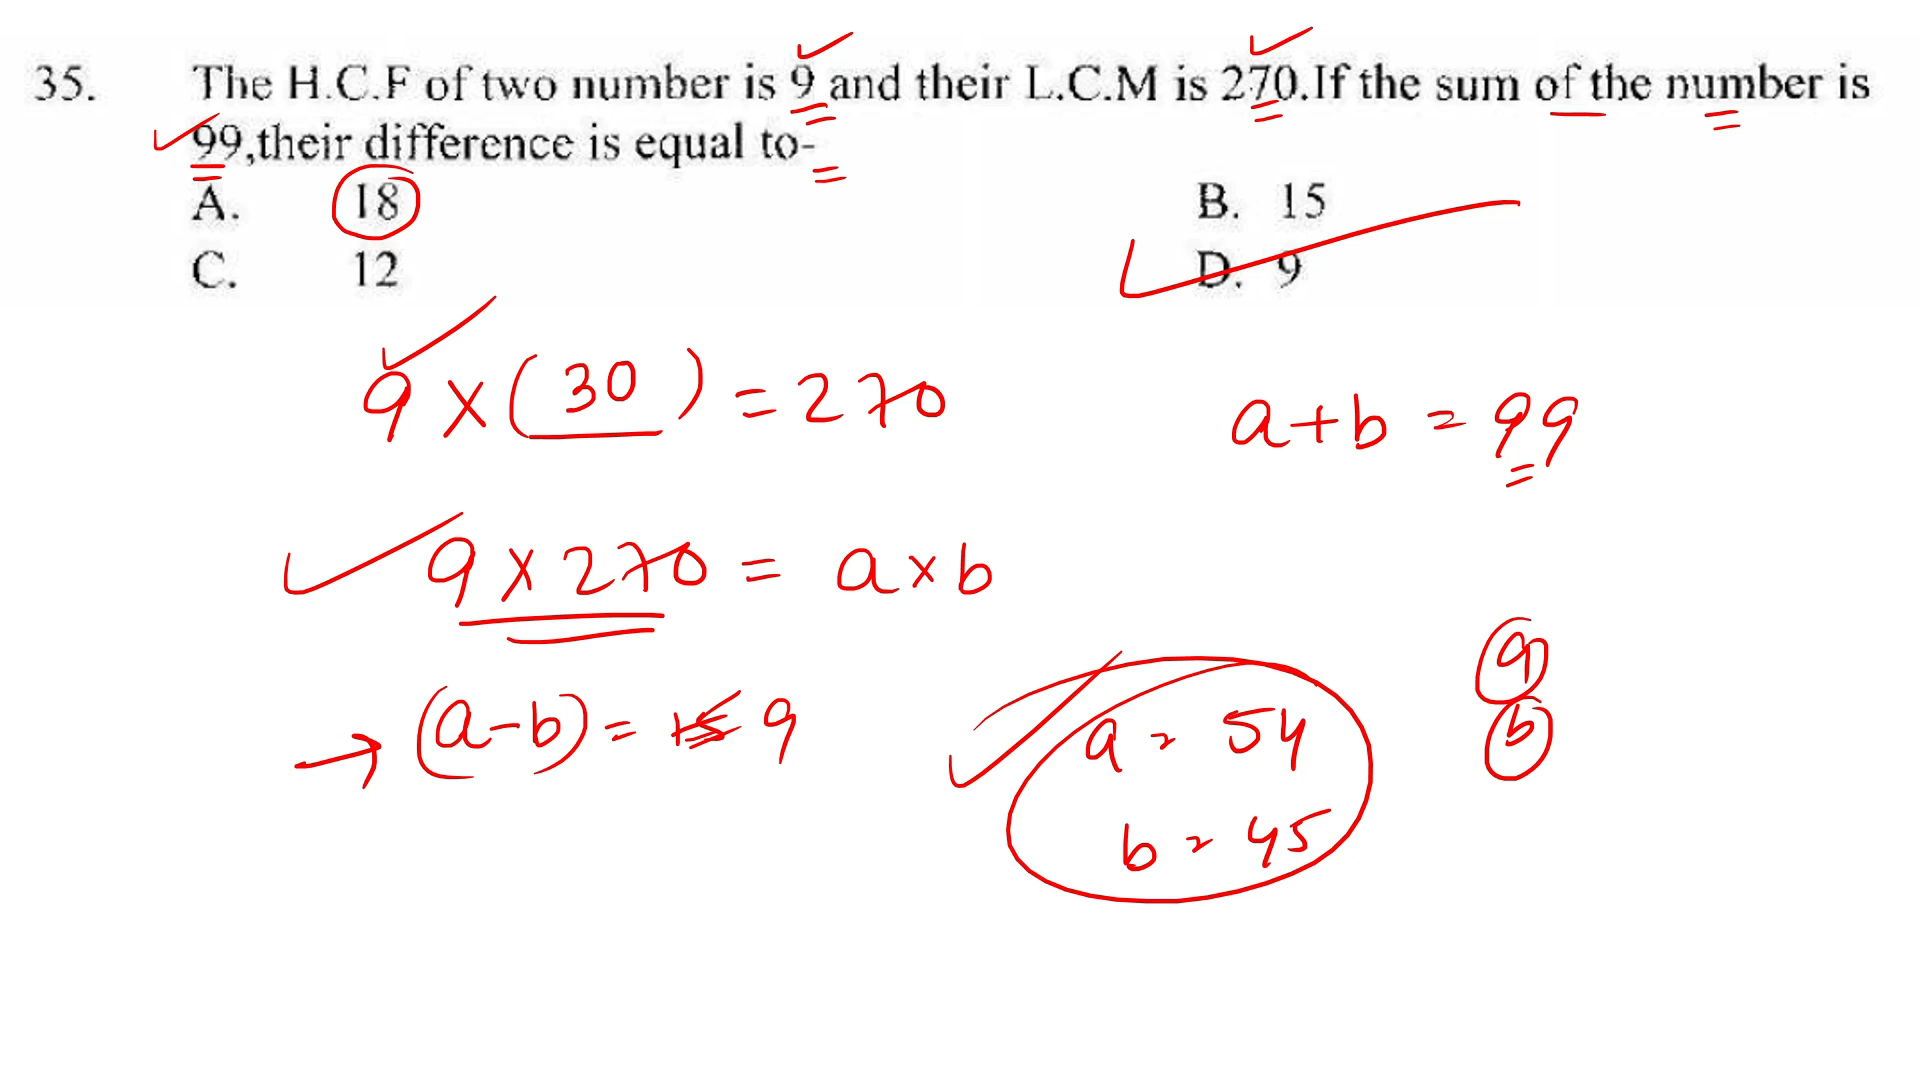 35. The H.C.F of two number is 9 and their L.C.M is 270.If the sum of the number is
99,their difference is equal to-
A. 18 B. 15
C. 12 D. 9
9 × ( 30 ) = 270
a+b = 99
9 × 270 = a×b
→ (a-b) = 9
a = 54
b = 45
a
b